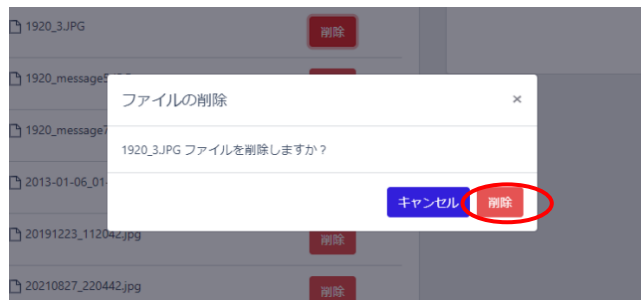 1920_3.JPG
削除
1920_message5
ファイルの削除
×
1920_message7
1920_3.JPG ファイルを削除しますか？
2013-01-06_01-
キャンセル
削除
20191223_112042.jpg
削除
20210827_220442.jpg
削除